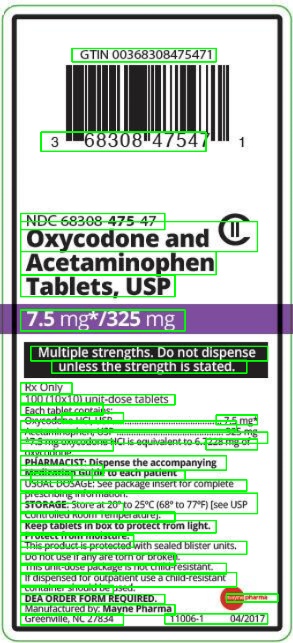 GTIN 00368308475471
3 68308 47547 1
NDC 68308-475-47
Oxycodone and CII
Acetaminophen
Tablets, USP
7.5 mg*/325 mg
Multiple strengths. Do not dispense
unless the strength is stated.
Rx Only
100 (10x10) unit-dose tablets
Each tablet contains:
Oxycodone HCl, USP ........ 7.5 mg*
Acetaminophen, USP ........ 325 mg
*7.5 mg oxycodone HCl is equivalent to 6.7228 mg of
oxycodone.
PHARMACIST: Dispense the accompanying
Medication Guide to each patient
USUAL DOSAGE: See package insert for complete
prescribing information.
STORAGE: Store at 20° to 25°C (68° to 77°F) [see USP
Controlled Room Temperature].
Keep tablets in box to protect from light.
Protect from moisture.
This product is protected with sealed blister units.
Do not use if any are torn or broken.
This unit-dose package is not child-resistant.
If dispensed for outpatient use a child-resistant
container should be used.
DEA ORDER FORM REQUIRED.
Manufactured by: Mayne Pharma
Greenville, NC 27834 11006-1 04/2017
mayne pharma